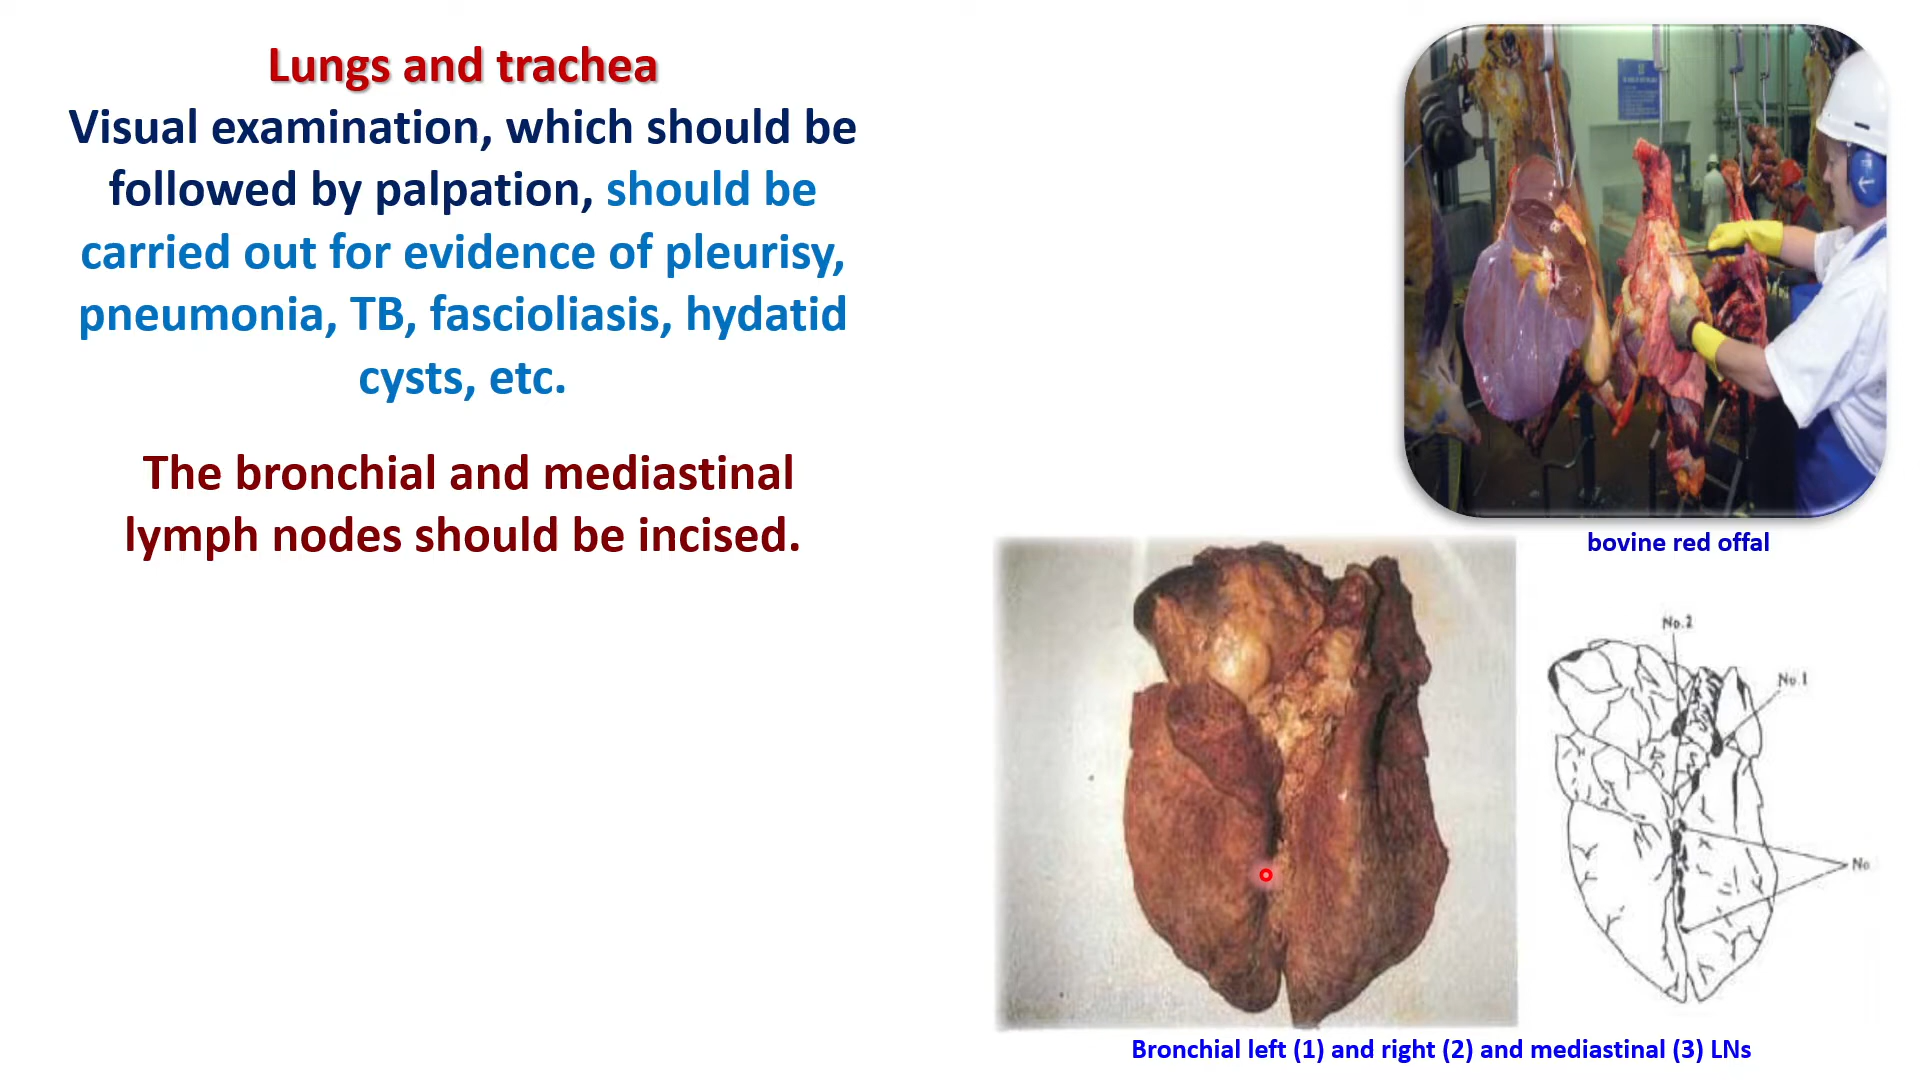 Lungs and trachea
Visual examination, which should be
followed by palpation, should be
carried out for evidence of pleurisy,
pneumonia, TB, fascioliasis, hydatid
cysts, etc.
The bronchial and mediastinal
lymph nodes should be incised.
bovine red offal
No.2
No.1
No
Bronchial left (1) and right (2) and mediastinal (3) LNs